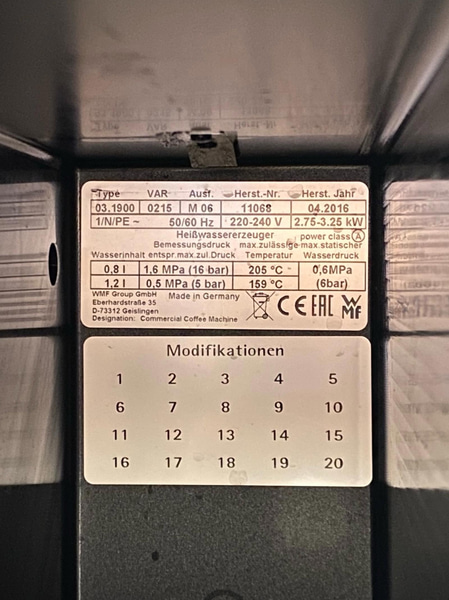 Type VAR Ausf. Herst.-Nr. Herst. Jahr
03.1900 0215 M 06 11068 04.2016
1/N/PE ~ 50/60 Hz 220-240 V 2.75-3.25 kW
Heißwassererzeuger power class A
Bemessungsdruck max.zulässige max.statischer
Wasserinhalt entspr.max.zul.Druck Temperatur Wasserdruck
0,8 l 1,6 MPa (16 bar) 205 °C 0,6MPa
1.2 l 0,5 MPa (5 bar) 159 °C (6bar)
WMF Group GmbH Made in Germany
Eberhardstraße 35
D-73312 Geislingen
Designation: Commercial Coffee Machine
CE EAC WMF
Modifikationen
1 2 3 4 5
6 7 8 9 10
11 12 13 14 15
16 17 18 19 20